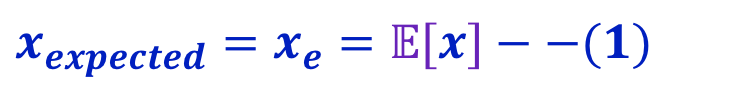 x_expected = x_e = 𝔼[x] − −(1)